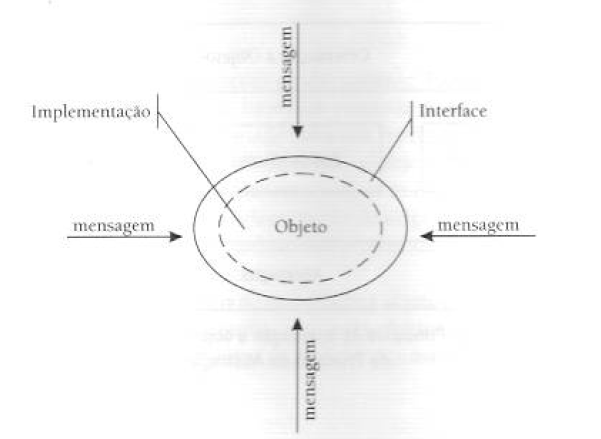 mensagem
Implementação
Interface
mensagem
Objeto
mensagem
mensagem